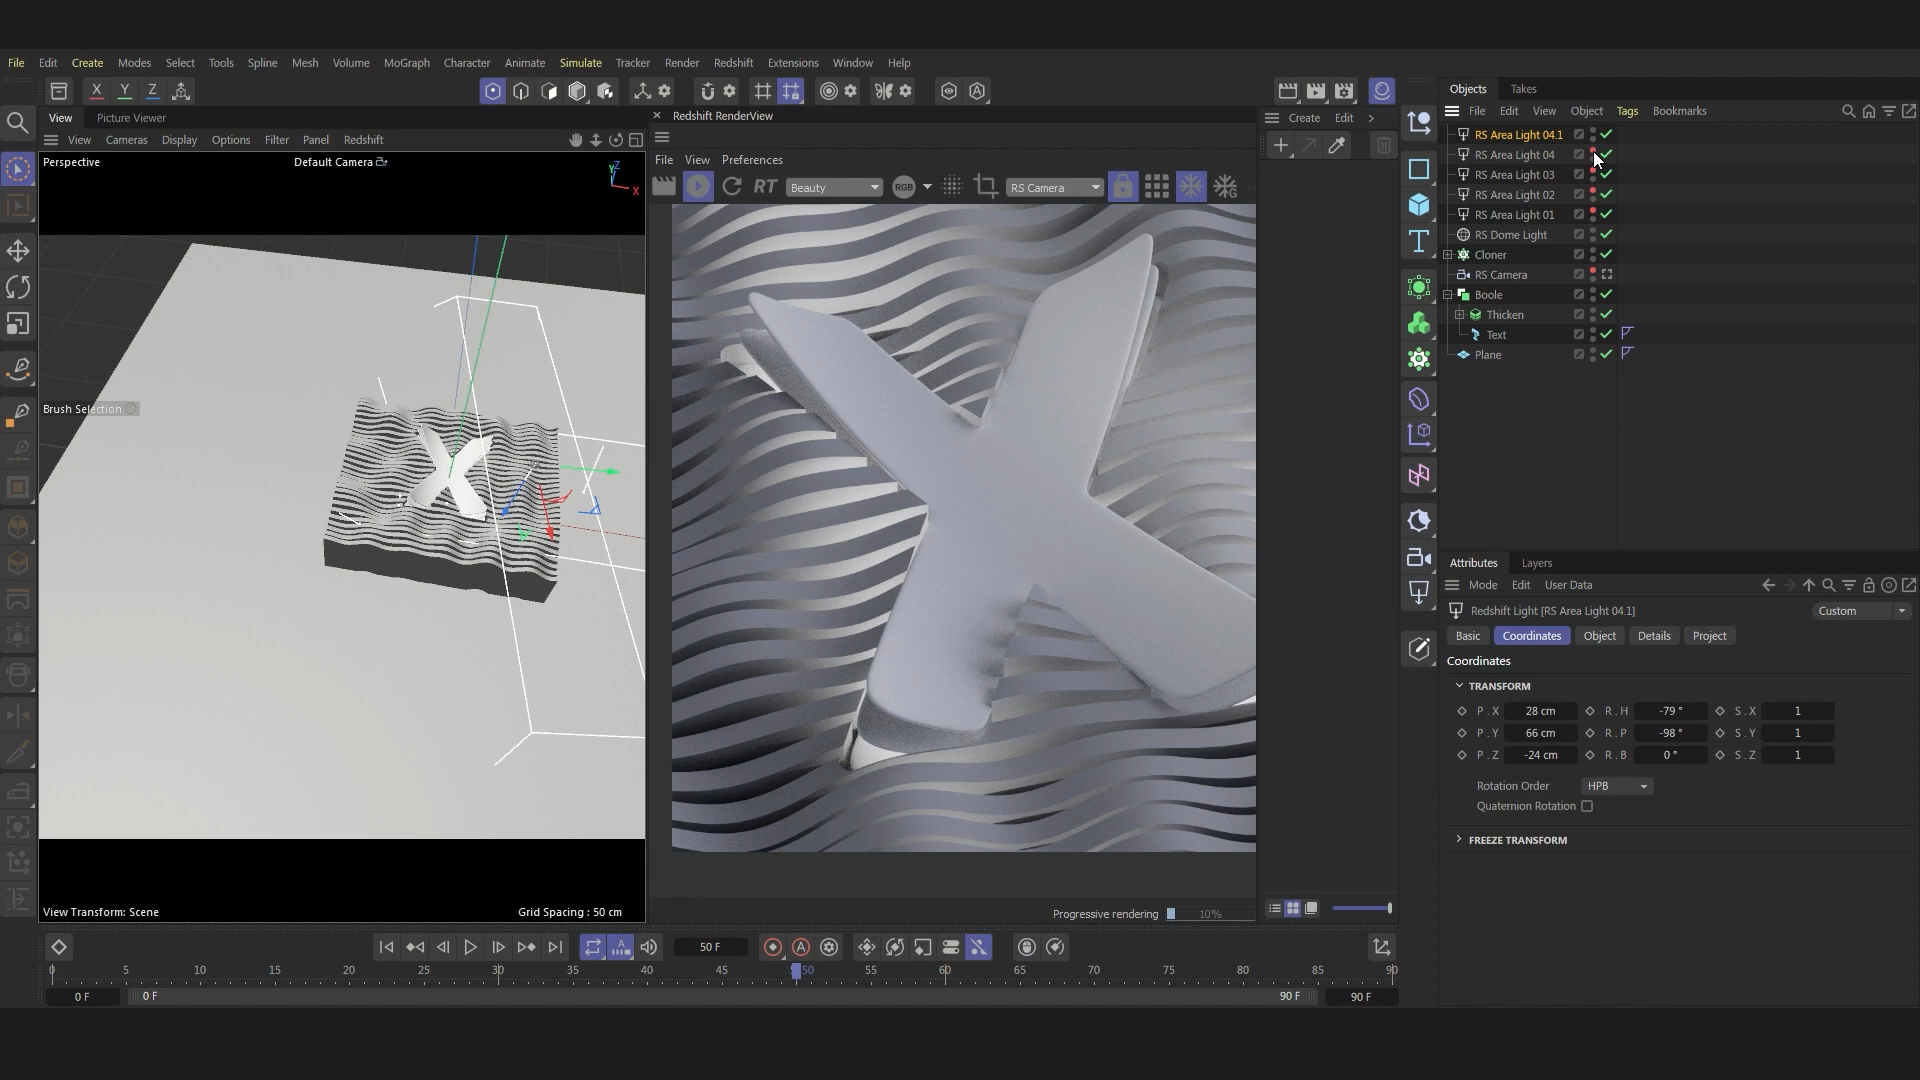 File Edit Create Modes Select Tools Spline Mesh Volume MoGraph Character Animate Simulate Tracker Render Redshift Extensions Window Help
X Y Z
View Picture Viewer
View Cameras Display Options Filter Panel Redshift
Perspective Default Camera
Y Z X
Brush Selection
View Transform: Scene Grid Spacing : 50 cm
Redshift RenderView
File View Preferences
RT Beauty RGB RS Camera
Progressive rendering 10%
Create Edit
Objects Takes
File Edit View Object Tags Bookmarks
RS Area Light 04.1
RS Area Light 04
RS Area Light 03
RS Area Light 02
RS Area Light 01
RS Dome Light
Cloner
RS Camera
Boole
Thicken
Text
Plane
Attributes Layers
Mode Edit User Data
Redshift Light [RS Area Light 04.1] Custom
Basic Coordinates Object Details Project
Coordinates
TRANSFORM
P . X 28 cm R . H -79 ° S . X 1
P . Y 66 cm R . P -98 ° S . Y 1
P . Z -24 cm R . B 0 ° S . Z 1
Rotation Order HPB
Quaternion Rotation
FREEZE TRANSFORM
50 F
0 5 10 15 20 25 30 35 40 45 50 55 60 65 70 75 80 85 90
0 F 0 F 90 F 90 F